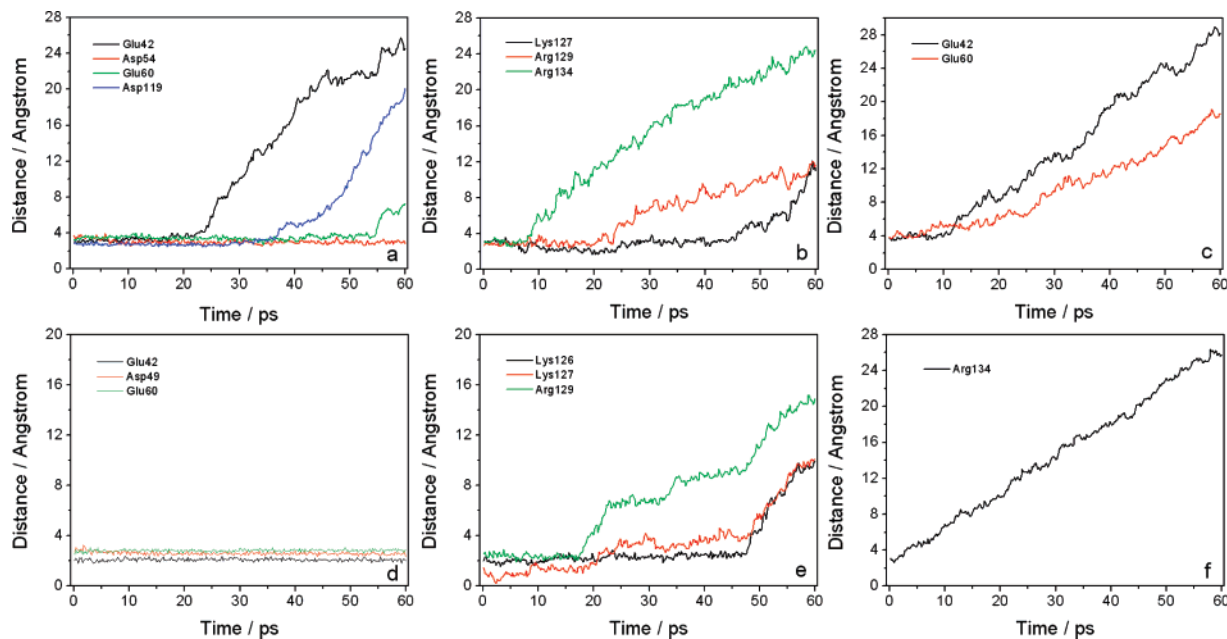 28
24
20
16
12
8
4
0
Distance / Angstrom
Glu42
Asp54
Glu60
Asp119
a
0 10 20 30 40 50 60
Time / ps
28
24
20
16
12
8
4
0
Distance / Angstrom
Lys127
Arg129
Arg134
b
0 10 20 30 40 50 60
Time / ps
28
24
20
16
12
8
4
0
Distance / Angstrom
Glu42
Glu60
c
0 10 20 30 40 50 60
Time / ps
20
16
12
8
4
0
Distance / Angstrom
Glu42
Asp49
Glu60
d
0 10 20 30 40 50 60
Time / ps
20
16
12
8
4
0
Distance / Angstrom
Lys126
Lys127
Arg129
e
0 10 20 30 40 50 60
Time / ps
28
24
20
16
12
8
4
0
Distance / Angstrom
Arg134
f
0 10 20 30 40 50 60
Time / ps